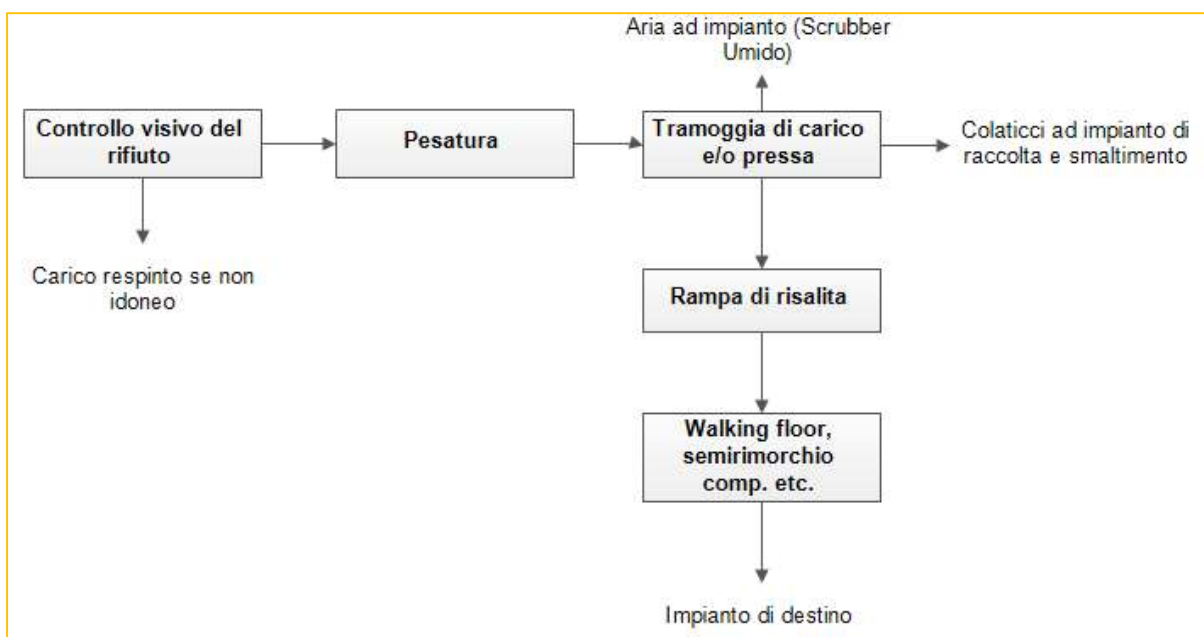 Aria ad impianto (Scrubber
Umido)
Controllo visivo del
rifiuto
Pesatura
Tramoggia di carico
e/o pressa
Colaticci ad impianto di
raccolta e smaltimento
Carico respinto se non
idoneo
Rampa di risalita
Walking floor,
semirimorchio
comp. etc.
Impianto di destino